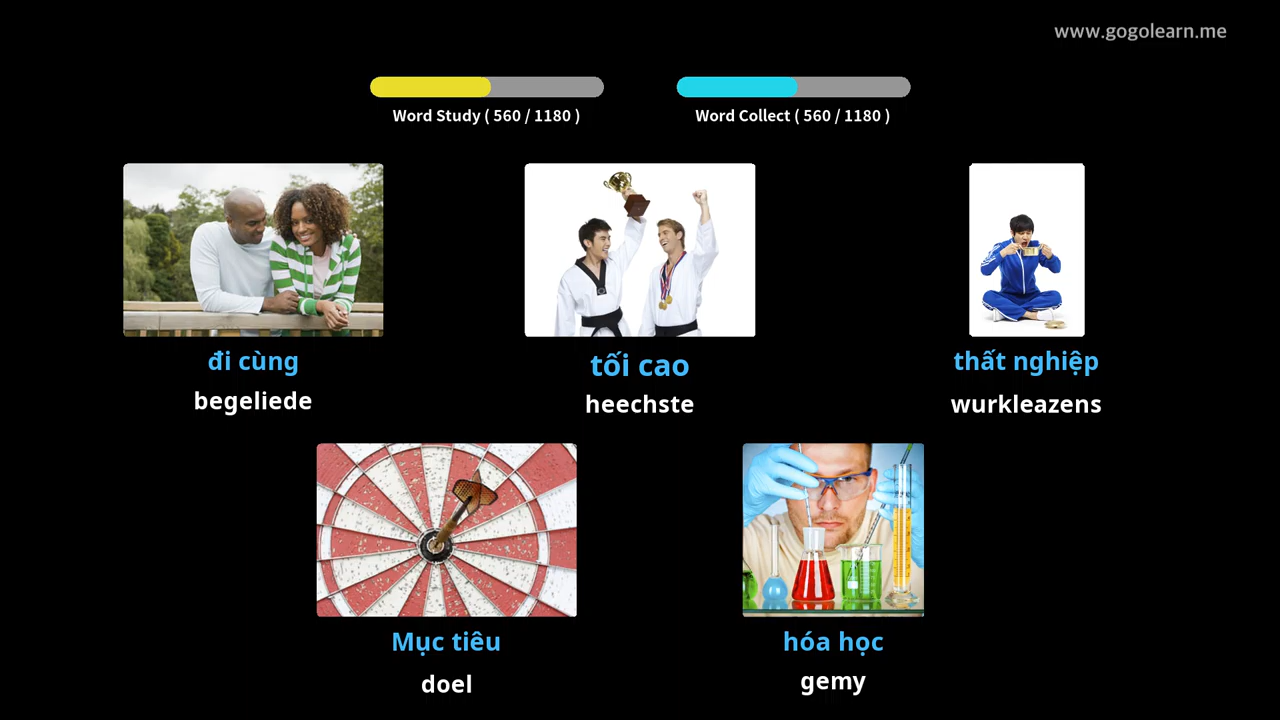 www.gogolearn.me
Word Study ( 560 / 1180 )
Word Collect ( 560 / 1180 )
đi cùng
begeliede
tối cao
heechste
thất nghiệp
wurkleazens
Mục tiêu
doel
hóa học
gemy